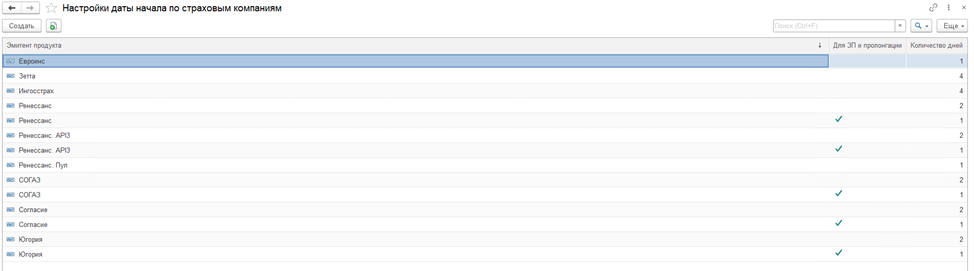 Настройки даты начала по страховым компаниям
Создать Поиск (Ctrl+F) × Еще
Эмитент продукта ↓ Для ЗП и пролонгации Количество дней
Евроинс 1
Зетта 4
Ингосстрах 4
Ренессанс 2
Ренессанс 1
Ренессанс. API3 2
Ренессанс. API3 1
Ренессанс. Пул 1
СОГАЗ 2
СОГАЗ 1
Согласие 2
Согласие 1
Югория 2
Югория 1